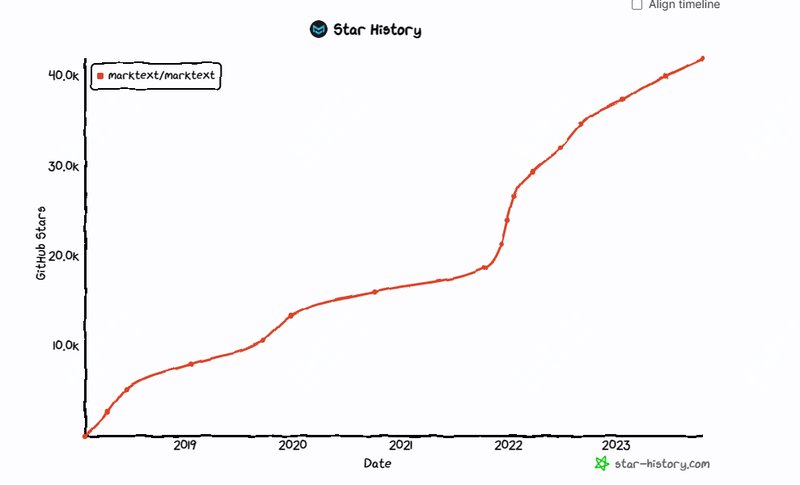 Align timeline
Star History
marktext/marktext
40.0k
30.0k
20.0k
10.0k
GitHub Stars
2019 2020 2021 2022 2023
Date
star-history.com